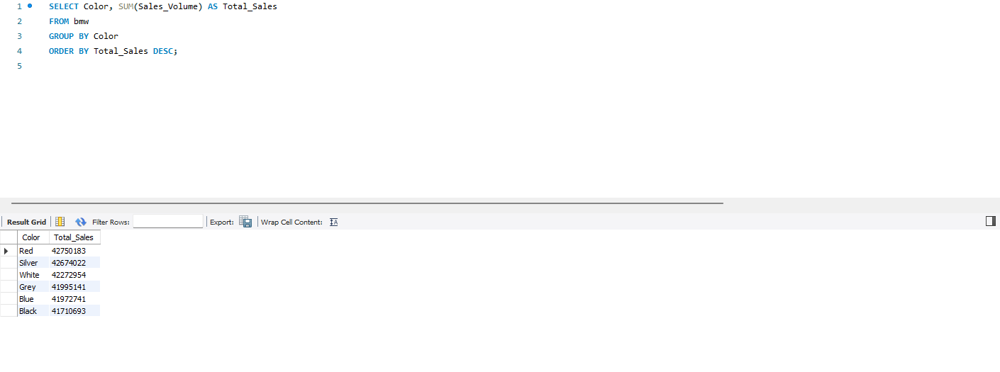 1 SELECT Color, SUM(Sales_Volume) AS Total_Sales
2 FROM bmw
3 GROUP BY Color
4 ORDER BY Total_Sales DESC;
5
Result Grid Filter Rows: Export: Wrap Cell Content:
Color Total_Sales
Red 42750183
Silver 42674022
White 42272954
Grey 41995141
Blue 41972741
Black 41710693